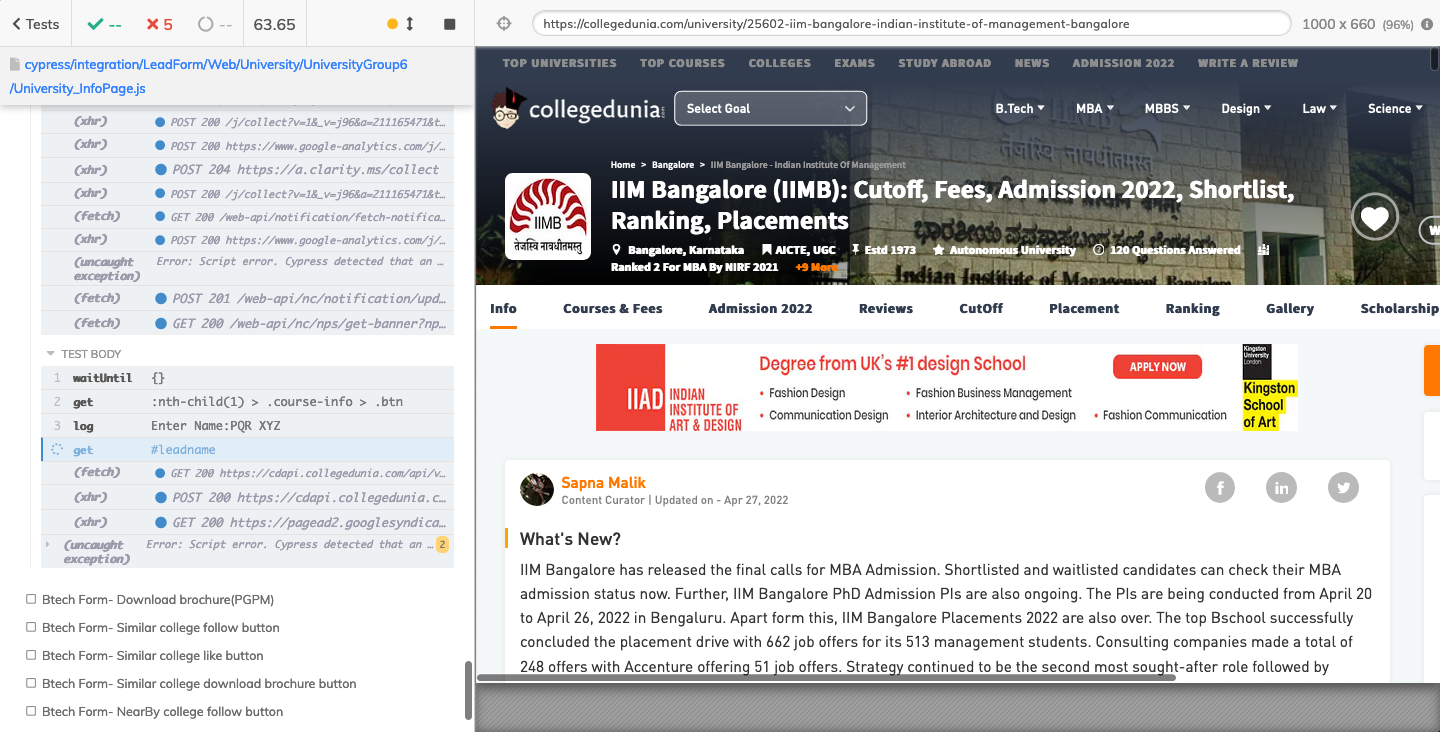 Tests
--
5
--
63.65
https://collegedunia.com/university/25602-iim-bangalore-indian-institute-of-management-bangalore
1000 x 660 (96%)
cypress/integration/LeadForm/Web/University/UniversityGroup6
/University_InfoPage.js
(xhr) POST 200 /j/collect?v=1&_v=j96&a=211165471&t...
(xhr) POST 200 https://www.google-analytics.com/j/...
(xhr) POST 204 https://a.clarity.ms/collect
(xhr) POST 200 /j/collect?v=1&_v=j96&a=211165471&t...
(fetch) GET 200 /web-api/notification/fetch-notifica...
(xhr) POST 200 https://www.google-analytics.com/j/...
(uncaught exception) Error: Script error. Cypress detected that an ...
(fetch) POST 201 /web-api/nc/notification/upd...
(fetch) GET 200 /web-api/nc/nps/get-banner?np...
TEST BODY
1 waitUntil {}
2 get :nth-child(1) > .course-info > .btn
3 log Enter Name:PQR XYZ
get #leadname
(fetch) GET 200 https://cdapi.collegedunia.com/api/v...
(xhr) POST 200 https://cdapi.collegedunia.c...
(xhr) GET 200 https://pagead2.googlesyndica...
(uncaught exception) Error: Script error. Cypress detected that an ... 2
Btech Form- Download brochure(PGPM)
Btech Form- Similar college follow button
Btech Form- Similar college like button
Btech Form- Similar college download brochure button
Btech Form- NearBy college follow button
TOP UNIVERSITIES TOP COURSES COLLEGES EXAMS STUDY ABROAD NEWS ADMISSION 2022 WRITE A REVIEW
collegedunia
.com
Select Goal
B.Tech MBA MBBS Design Law Science
तेजस्वि नावधीतमस्तु
Home > Bangalore > IIM Bangalore - Indian Institute Of Management
IIMB
तेजस्वि नावधीतमस्तु
IIM Bangalore (IIMB): Cutoff, Fees, Admission 2022, Shortlist,
Ranking, Placements
Bangalore, Karnataka AICTE, UGC Estd 1973 Autonomous University 120 Questions Answered
Ranked 2 For MBA By NIRF 2021 +9 More
W
Indian Institute of Management, Bangalore
Info Courses & Fees Admission 2022 Reviews CutOff Placement Ranking Gallery Scholarship
IIAD
INDIAN
INSTITUTE OF
ART & DESIGN
Degree from UK's #1 design School
APPLY NOW
• Fashion Design • Fashion Business Management
• Communication Design • Interior Architecture and Design • Fashion Communication
Kingston
University
London
Kingston
School
of Art
Sapna Malik
Content Curator | Updated on - Apr 27, 2022
What's New?
IIM Bangalore has released the final calls for MBA Admission. Shortlisted and waitlisted candidates can check their MBA
admission status now. Further, IIM Bangalore PhD Admission PIs are also ongoing. The PIs are being conducted from April 20
to April 26, 2022 in Bengaluru. Apart form this, IIM Bangalore Placements 2022 are also over. The top Bschool successfully
concluded the placement drive with 662 job offers for its 513 management students. Consulting companies made a total of
248 offers with Accenture offering 51 job offers. Strategy continued to be the second most sought-after role followed by